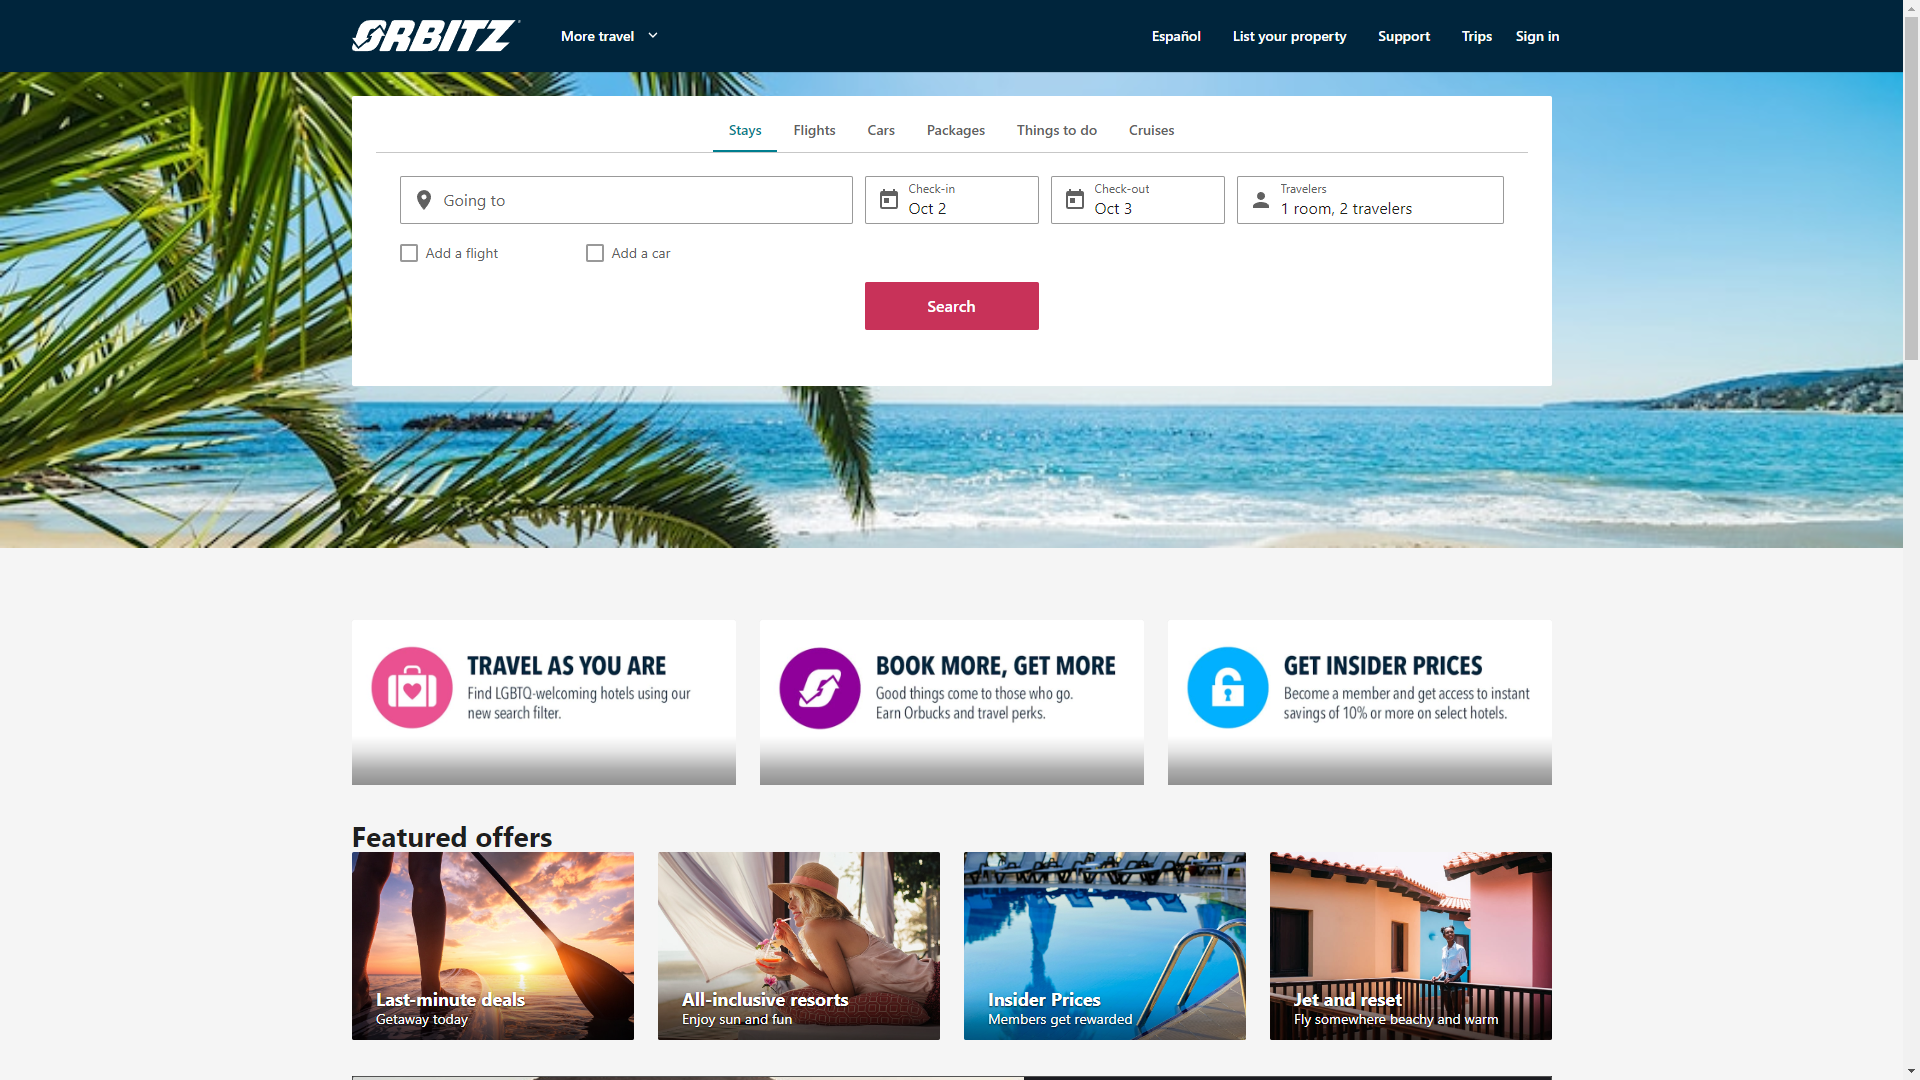 ORBITZ
More travel
Español
List your property
Support
Trips
Sign in
Stays
Flights
Cars
Packages
Things to do
Cruises
Going to
Check-in
Oct 2
Check-out
Oct 3
Travelers
1 room, 2 travelers
Add a flight
Add a car
Search
TRAVEL AS YOU ARE
Find LGBTQ-welcoming hotels using our
new search filter.
BOOK MORE, GET MORE
Good things come to those who go.
Earn Orbucks and travel perks.
GET INSIDER PRICES
Become a member and get access to instant
savings of 10% or more on select hotels.
Featured offers
Last-minute deals
Getaway today
All-inclusive resorts
Enjoy sun and fun
Insider Prices
Members get rewarded
Jet and reset
Fly somewhere beachy and warm